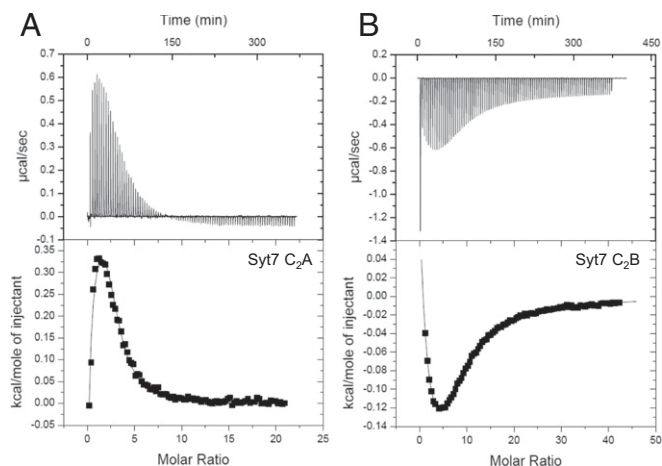 A
Time (min)
0 150 300
0.7
0.6
0.5
0.4
0.3
0.2
0.1
0.0
-0.1
µcal/sec
0.35
0.30
0.25
0.20
0.15
0.10
0.05
0.00
-0.05
kcal/mole of injectant
Syt7 C₂A
0 5 10 15 20 25
Molar Ratio
B
Time (min)
0 150 300 450
0.0
-0.2
-0.4
-0.6
-0.8
-1.0
-1.2
-1.4
µcal/sec
0.04
0.02
0.00
-0.02
-0.04
-0.06
-0.08
-0.10
-0.12
-0.14
kcal/mole of injectant
Syt7 C₂B
0 10 20 30 40 50
Molar Ratio